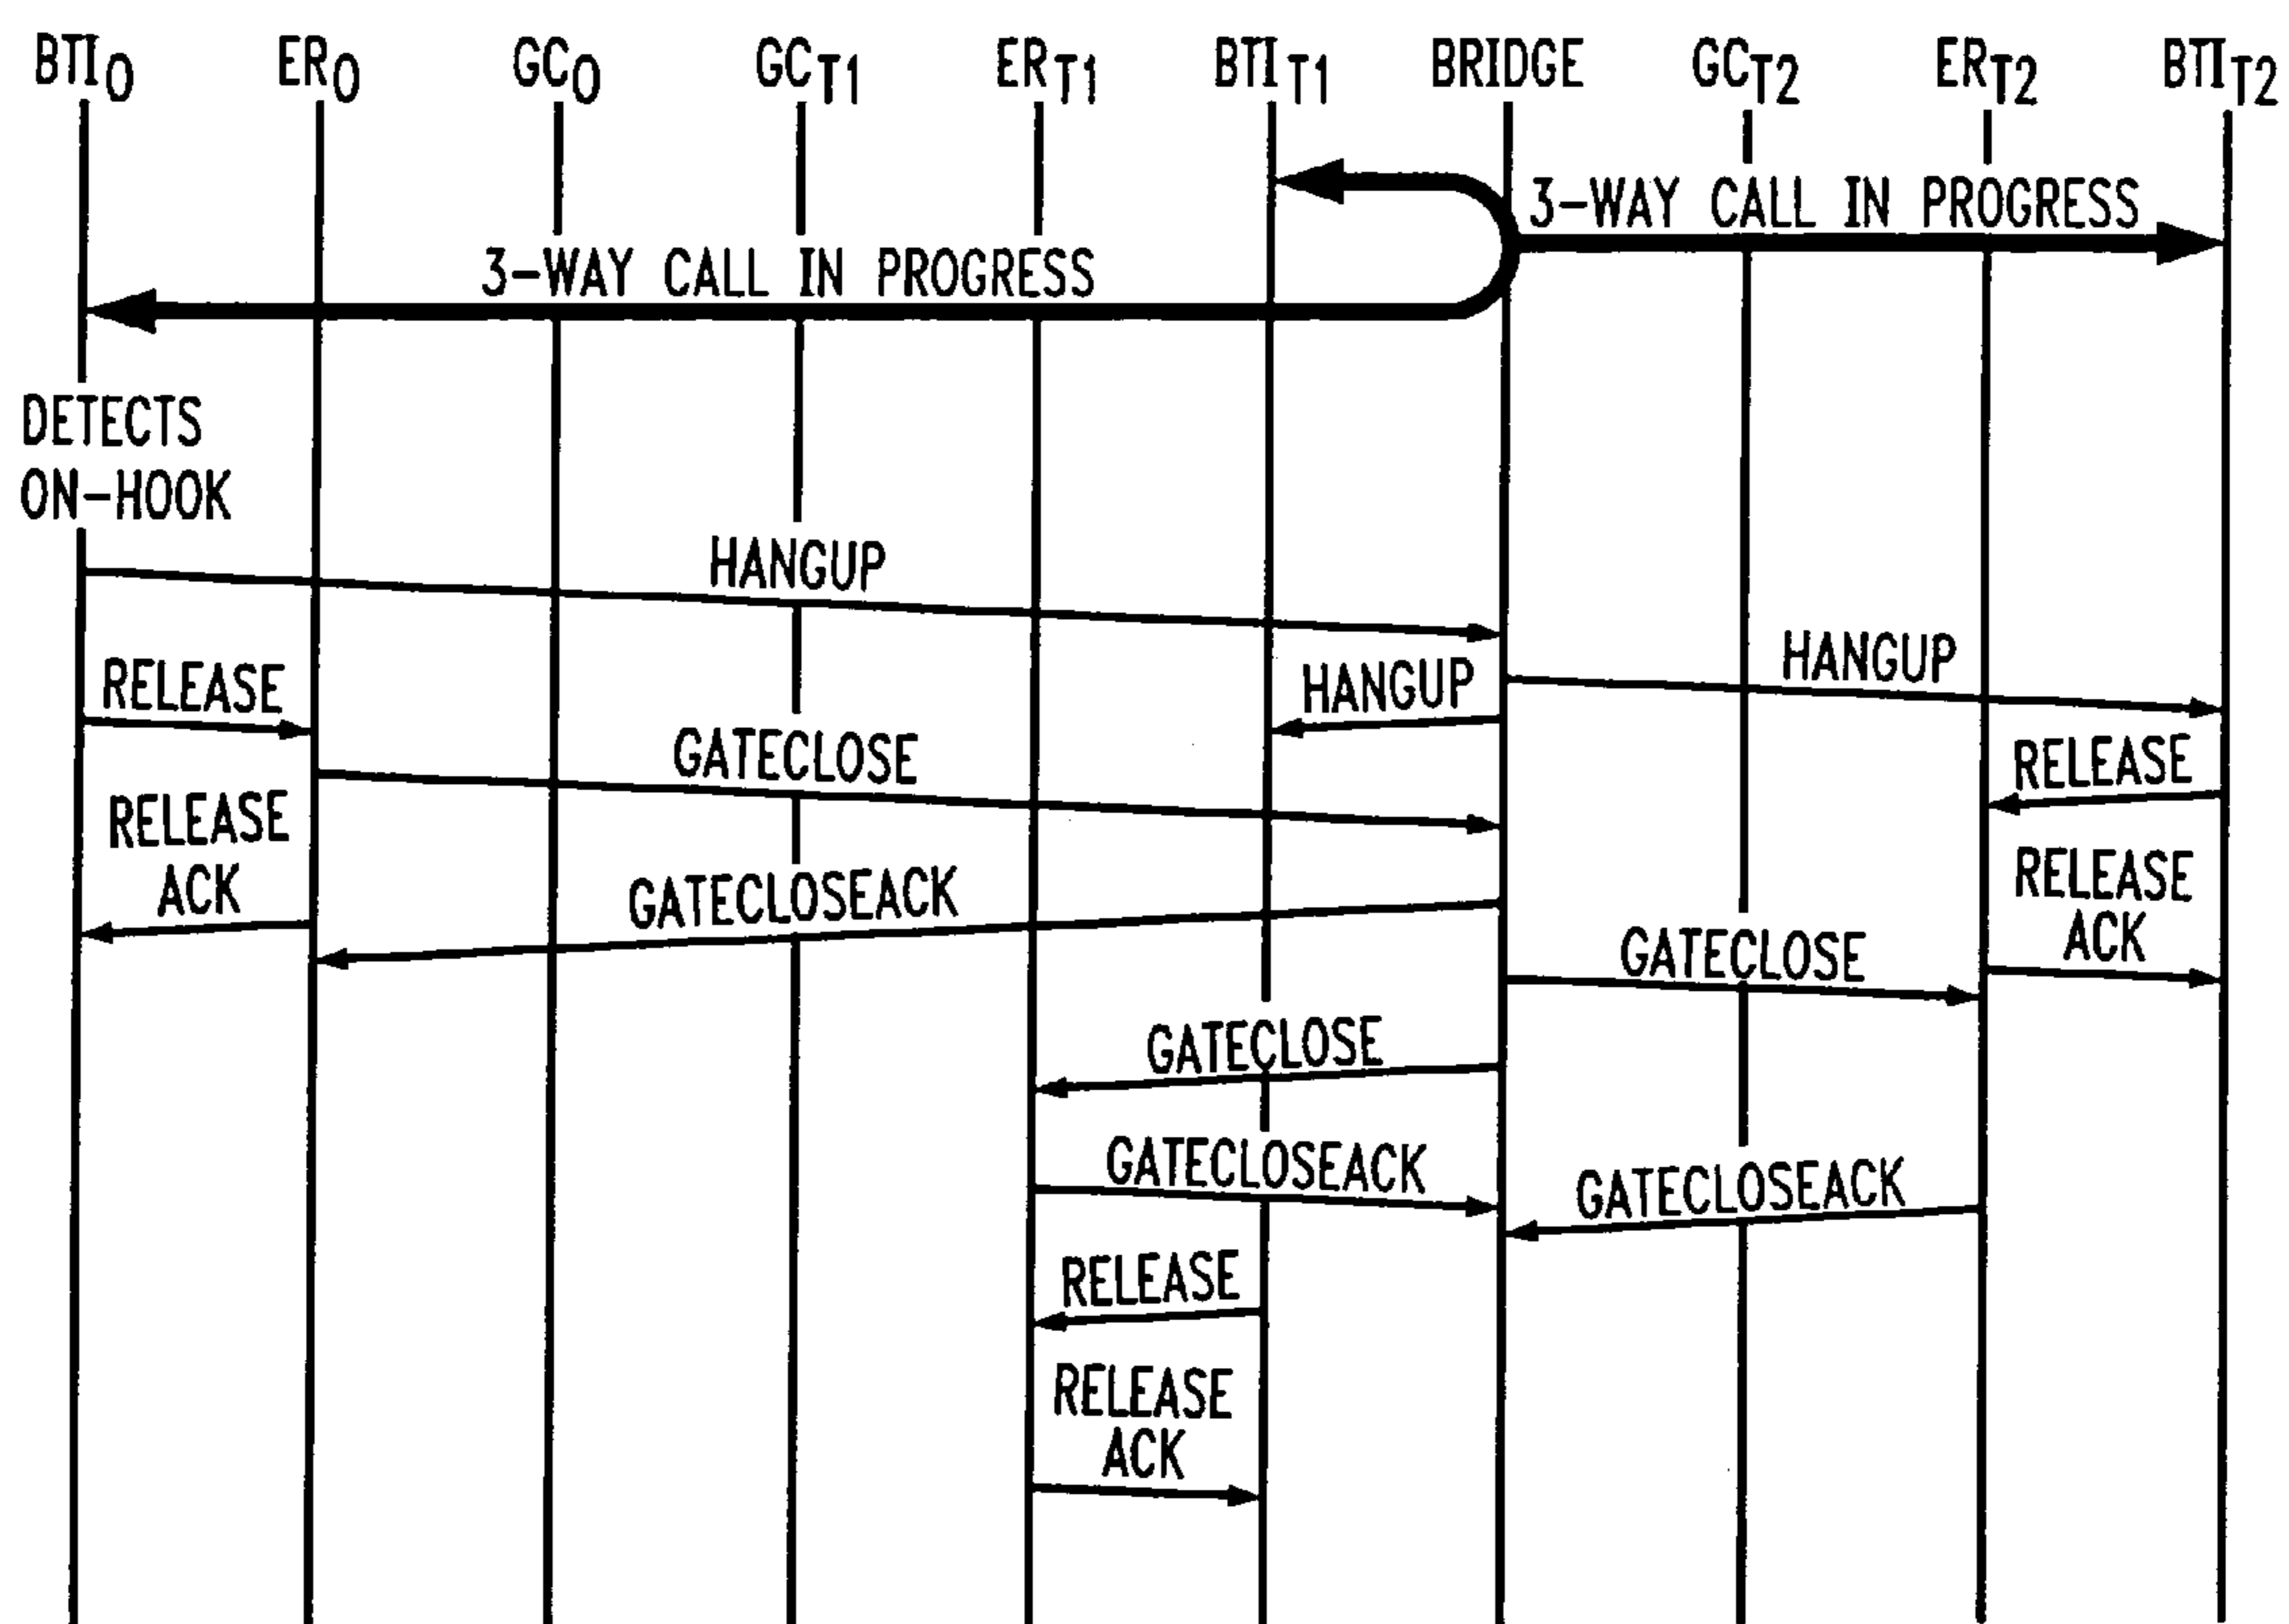 BTI0 ER0 GC0 GCT1 ERT1 BTIT1 BRIDGE GCT2 ERT2 BTIT2
3-WAY CALL IN PROGRESS
3-WAY CALL IN PROGRESS
DETECTS
ON-HOOK
HANGUP
HANGUP
HANGUP
RELEASE
GATECLOSE
RELEASE
RELEASE
ACK
GATECLOSEACK
RELEASE
ACK
GATECLOSE
GATECLOSE
GATECLOSEACK
GATECLOSEACK
RELEASE
RELEASE
ACK